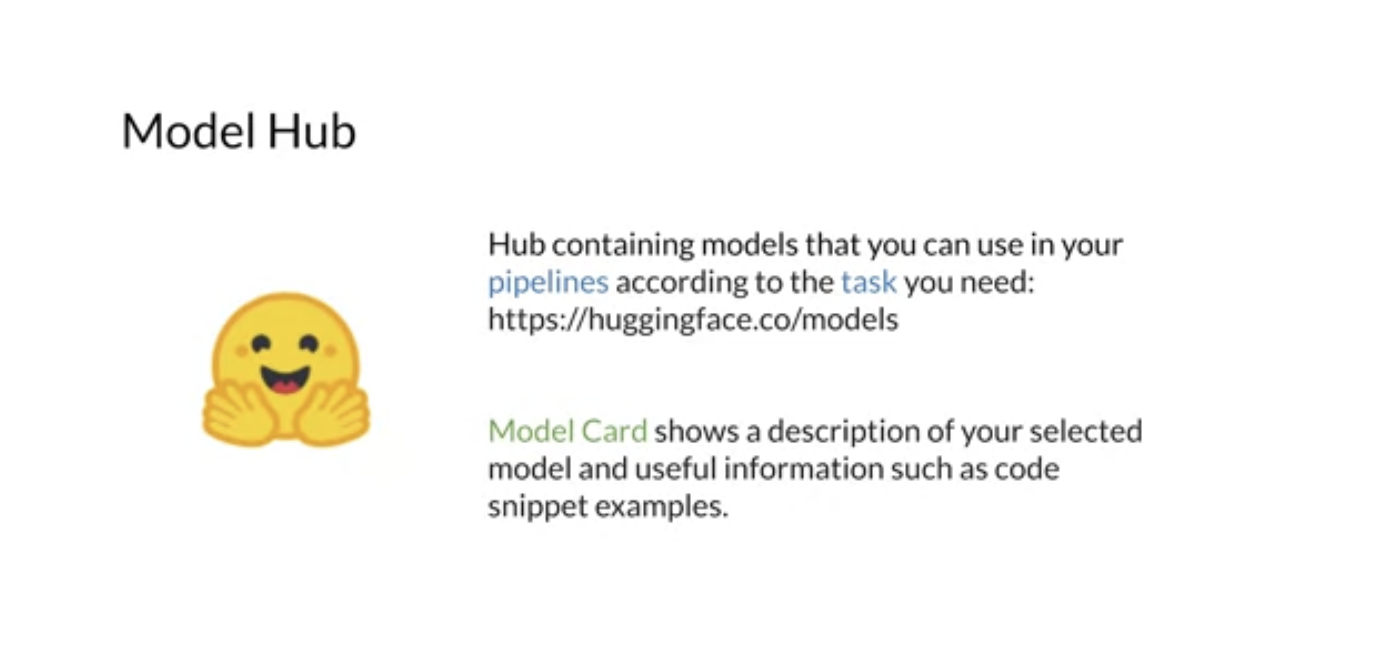 Model Hub
Hub containing models that you can use in your
pipelines according to the task you need:
https://huggingface.co/models
Model Card shows a description of your selected
model and useful information such as code
snippet examples.